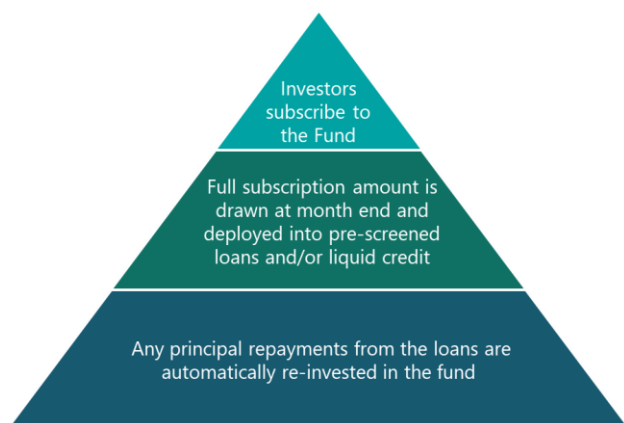 Investors
subscribe to
the Fund
Full subscription amount is
drawn at month end and
deployed into pre-screened
loans and/or liquid credit
Any principal repayments from the loans are
automatically re-invested in the fund